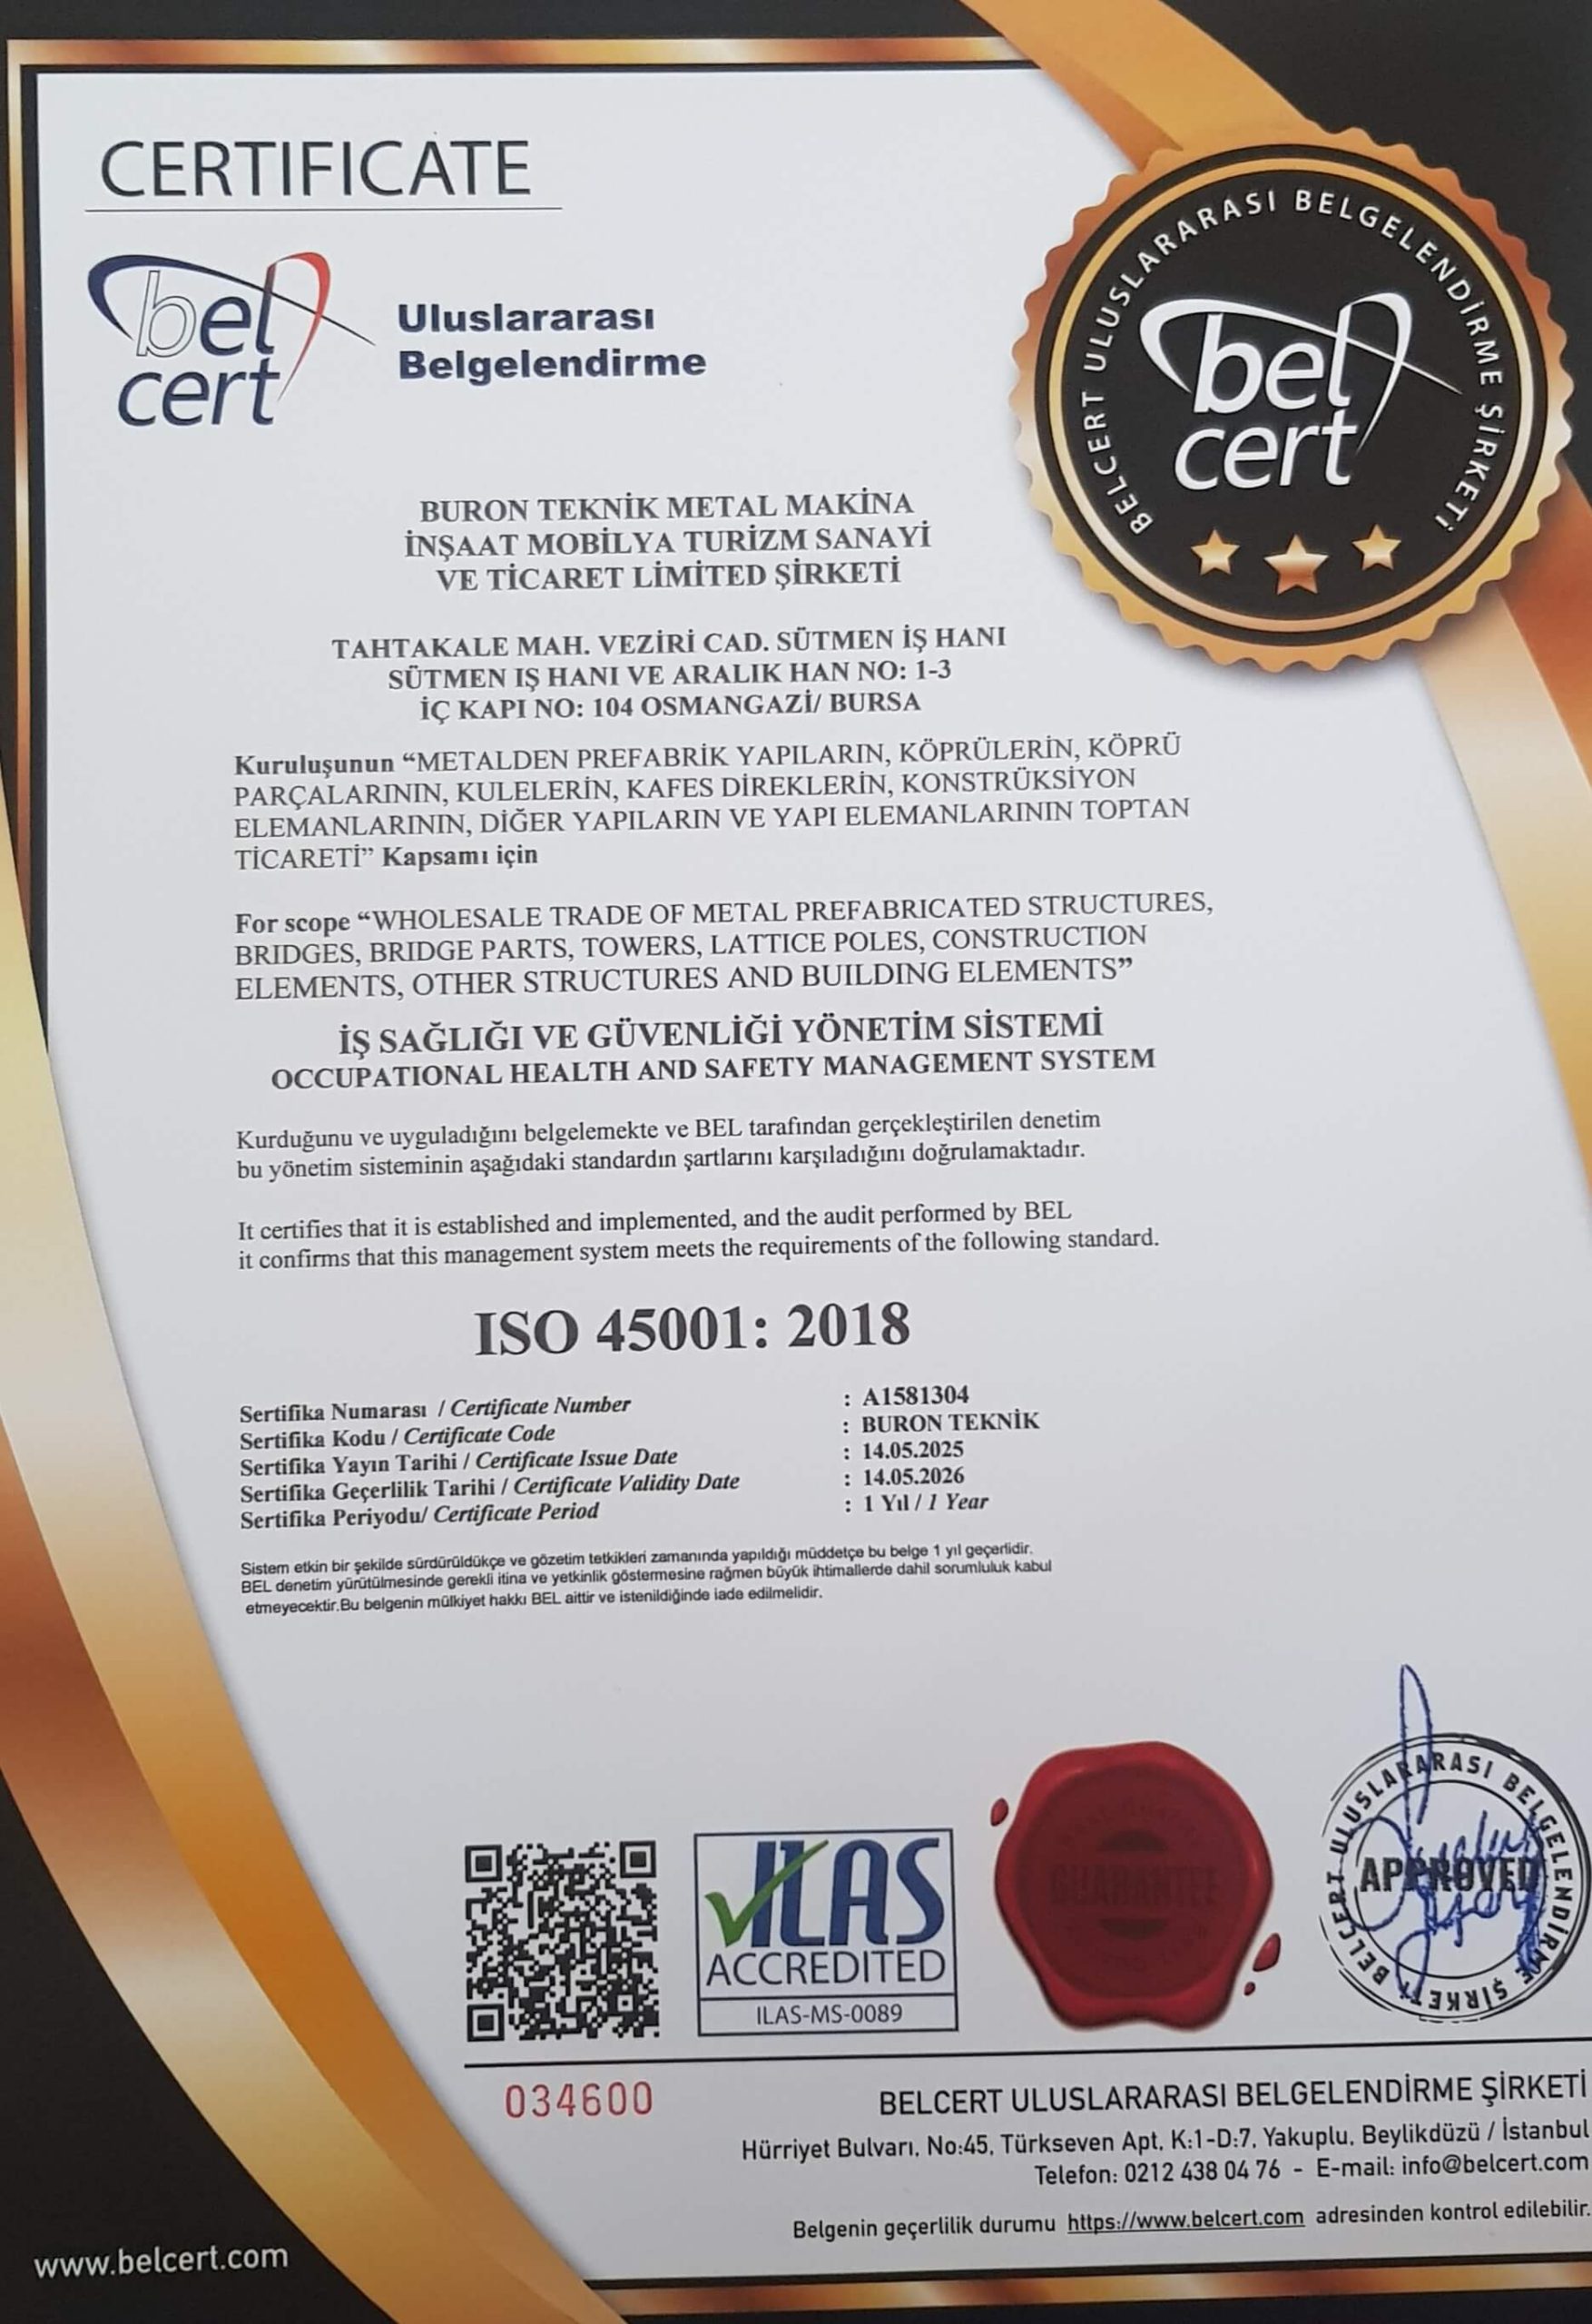 CERTIFICATE
bel
cert
Uluslararası
Belgelendirme
BELCERT ULUSLARARASI BELGELENDİRME ŞİRKETİ
bel
cert
BURON TEKNİK METAL MAKİNA
İNŞAAT MOBİLYA TURİZM SANAYİ
VE TİCARET LİMİTED ŞİRKETİ
TAHTAKALE MAH. VEZİRİ CAD. SÜTMEN İŞ HANI
SÜTMEN IŞ HANI VE ARALIK HAN NO: 1-3
İÇ KAPI NO: 104 OSMANGAZİ/ BURSA
Kuruluşunun “METALDEN PREFABRİK YAPILARIN, KÖPRÜLERİN, KÖPRÜ
PARÇALARININ, KULELERİN, KAFES DİREKLERİN, KONSTRÜKSİYON
ELEMANLARININ, DİĞER YAPILARIN VE YAPI ELEMANLARININ TOPTAN
TİCARETİ” Kapsamı için
For scope “WHOLESALE TRADE OF METAL PREFABRICATED STRUCTURES,
BRIDGES, BRIDGE PARTS, TOWERS, LATTICE POLES, CONSTRUCTION
ELEMENTS, OTHER STRUCTURES AND BUILDING ELEMENTS”
İŞ SAĞLIĞI VE GÜVENLİĞİ YÖNETİM SİSTEMİ
OCCUPATIONAL HEALTH AND SAFETY MANAGEMENT SYSTEM
Kurduğunu ve uyguladığını belgelemekte ve BEL tarafından gerçekleştirilen denetim
bu yönetim sisteminin aşağıdaki standardın şartlarını karşıladığını doğrulamaktadır.
It certifies that it is established and implemented, and the audit performed by BEL
it confirms that this management system meets the requirements of the following standard.
ISO 45001: 2018
Sertifika Numarası / Certificate Number : A1581304
Sertifika Kodu / Certificate Code : BURON TEKNİK
Sertifika Yayın Tarihi / Certificate Issue Date : 14.05.2025
Sertifika Geçerlilik Tarihi / Certificate Validity Date : 14.05.2026
Sertifika Periyodu/ Certificate Period : 1 Yıl / 1 Year
Sistem etkin bir şekilde sürdürüldükçe ve gözetim tetkikleri zamanında yapıldığı müddetçe bu belge 1 yıl geçerlidir.
BEL denetim yürütülmesinde gerekli itina ve yetkinlik göstermesine rağmen büyük ihtimallerde dahil sorumluluk kabul
etmeyecektir.Bu belgenin mülkiyet hakkı BEL aittir ve istenildiğinde iade edilmelidir.
ILAS
ACCREDITED
ILAS-MS-0089
GUARANTEE
BELCERT ULUSLARARASI BELGELENDİRME ŞİRKETİ
APPROVED
034600
BELCERT ULUSLARARASI BELGELENDİRME ŞİRKETİ
Hürriyet Bulvarı, No:45, Türkseven Apt, K:1-D:7, Yakuplu, Beylikdüzü / İstanbul
Telefon: 0212 438 04 76 - E-mail: info@belcert.com
Belgenin geçerlilik durumu https://www.belcert.com adresinden kontrol edilebilir.
www.belcert.com